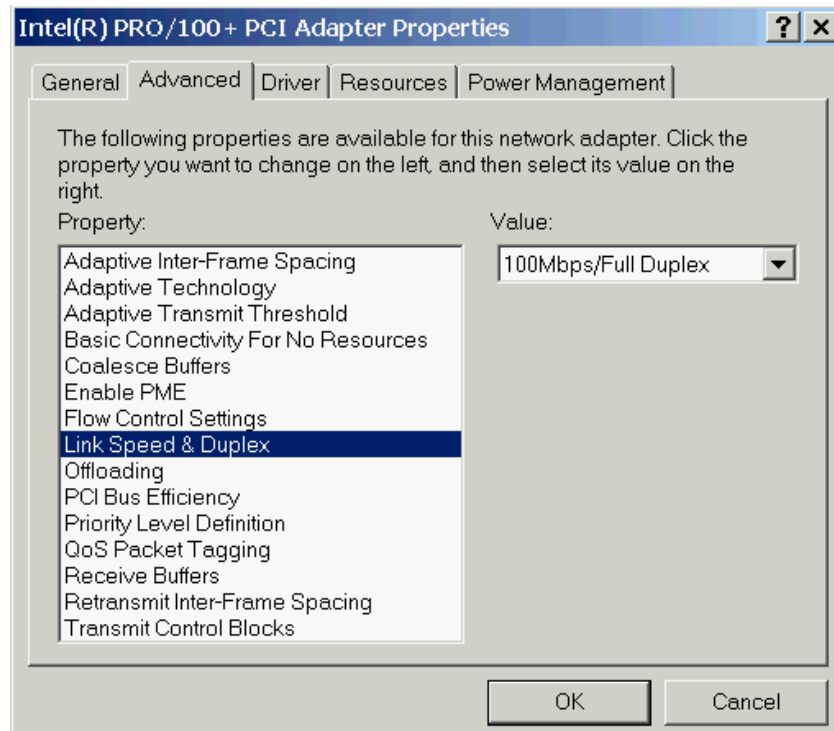 Intel(R) PRO/100+ PCI Adapter Properties
General Advanced Driver Resources Power Management
The following properties are available for this network adapter. Click the
property you want to change on the left, and then select its value on the
right.
Property:
Value:
Adaptive Inter-Frame Spacing
Adaptive Technology
Adaptive Transmit Threshold
Basic Connectivity For No Resources
Coalesce Buffers
Enable PME
Flow Control Settings
Link Speed & Duplex
Offloading
PCI Bus Efficiency
Priority Level Definition
QoS Packet Tagging
Receive Buffers
Retransmit Inter-Frame Spacing
Transmit Control Blocks
100Mbps/Full Duplex
OK Cancel